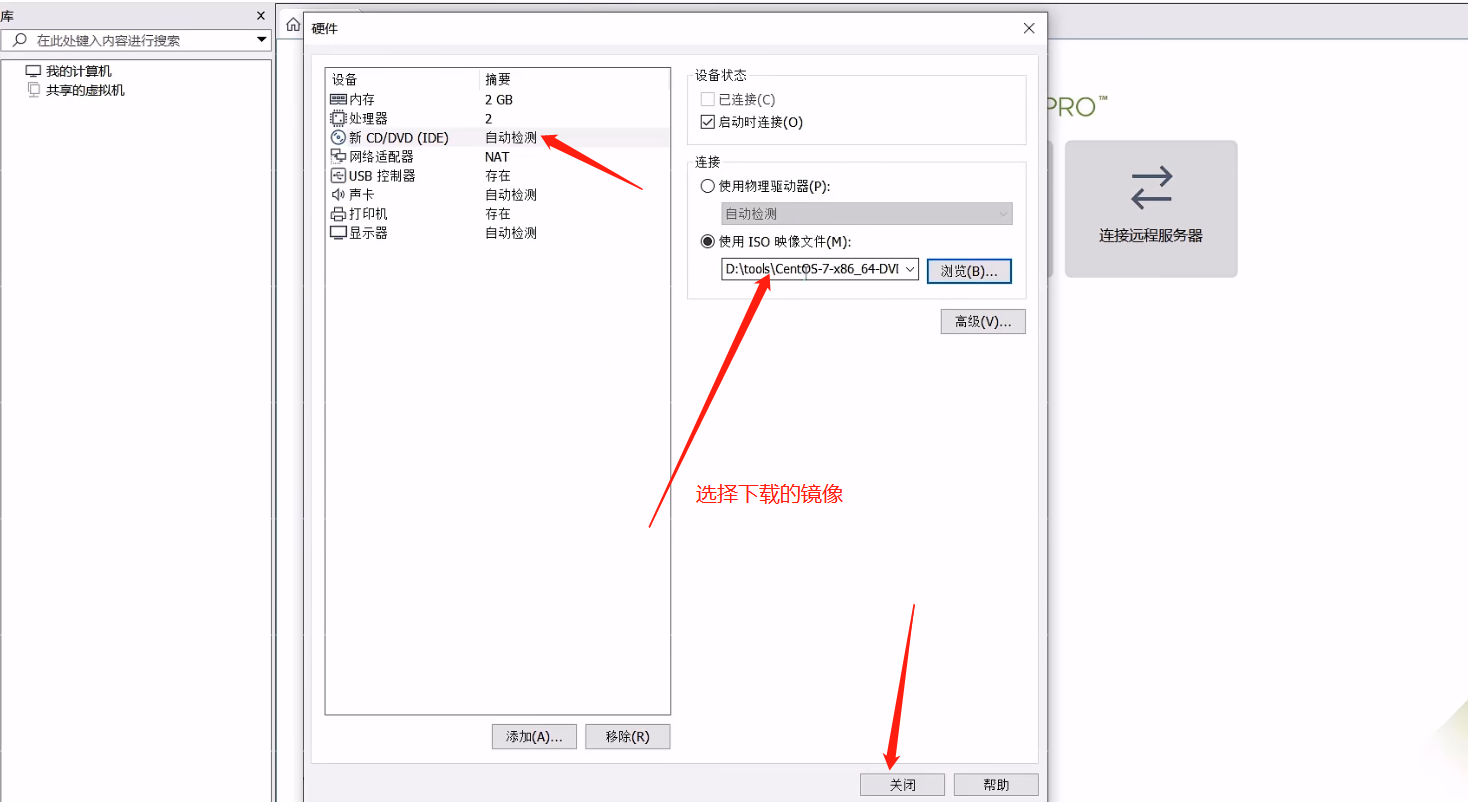 库
在此处键入内容进行搜索
我的计算机
共享的虚拟机
硬件
设备 摘要
内存 2 GB
处理器 2
新 CD/DVD (IDE) 自动检测
网络适配器 NAT
USB 控制器 存在
声卡 自动检测
打印机 存在
显示器 自动检测
添加(A)... 移除(R)
设备状态
已连接(C)
启动时连接(O)
连接
使用物理驱动器(P):
自动检测
使用 ISO 映像文件(M):
D:\tools\CentOS-7-x86_64-DVI 浏览(B)...
高级(V)...
选择下载的镜像
关闭 帮助
PRO™
连接远程服务器